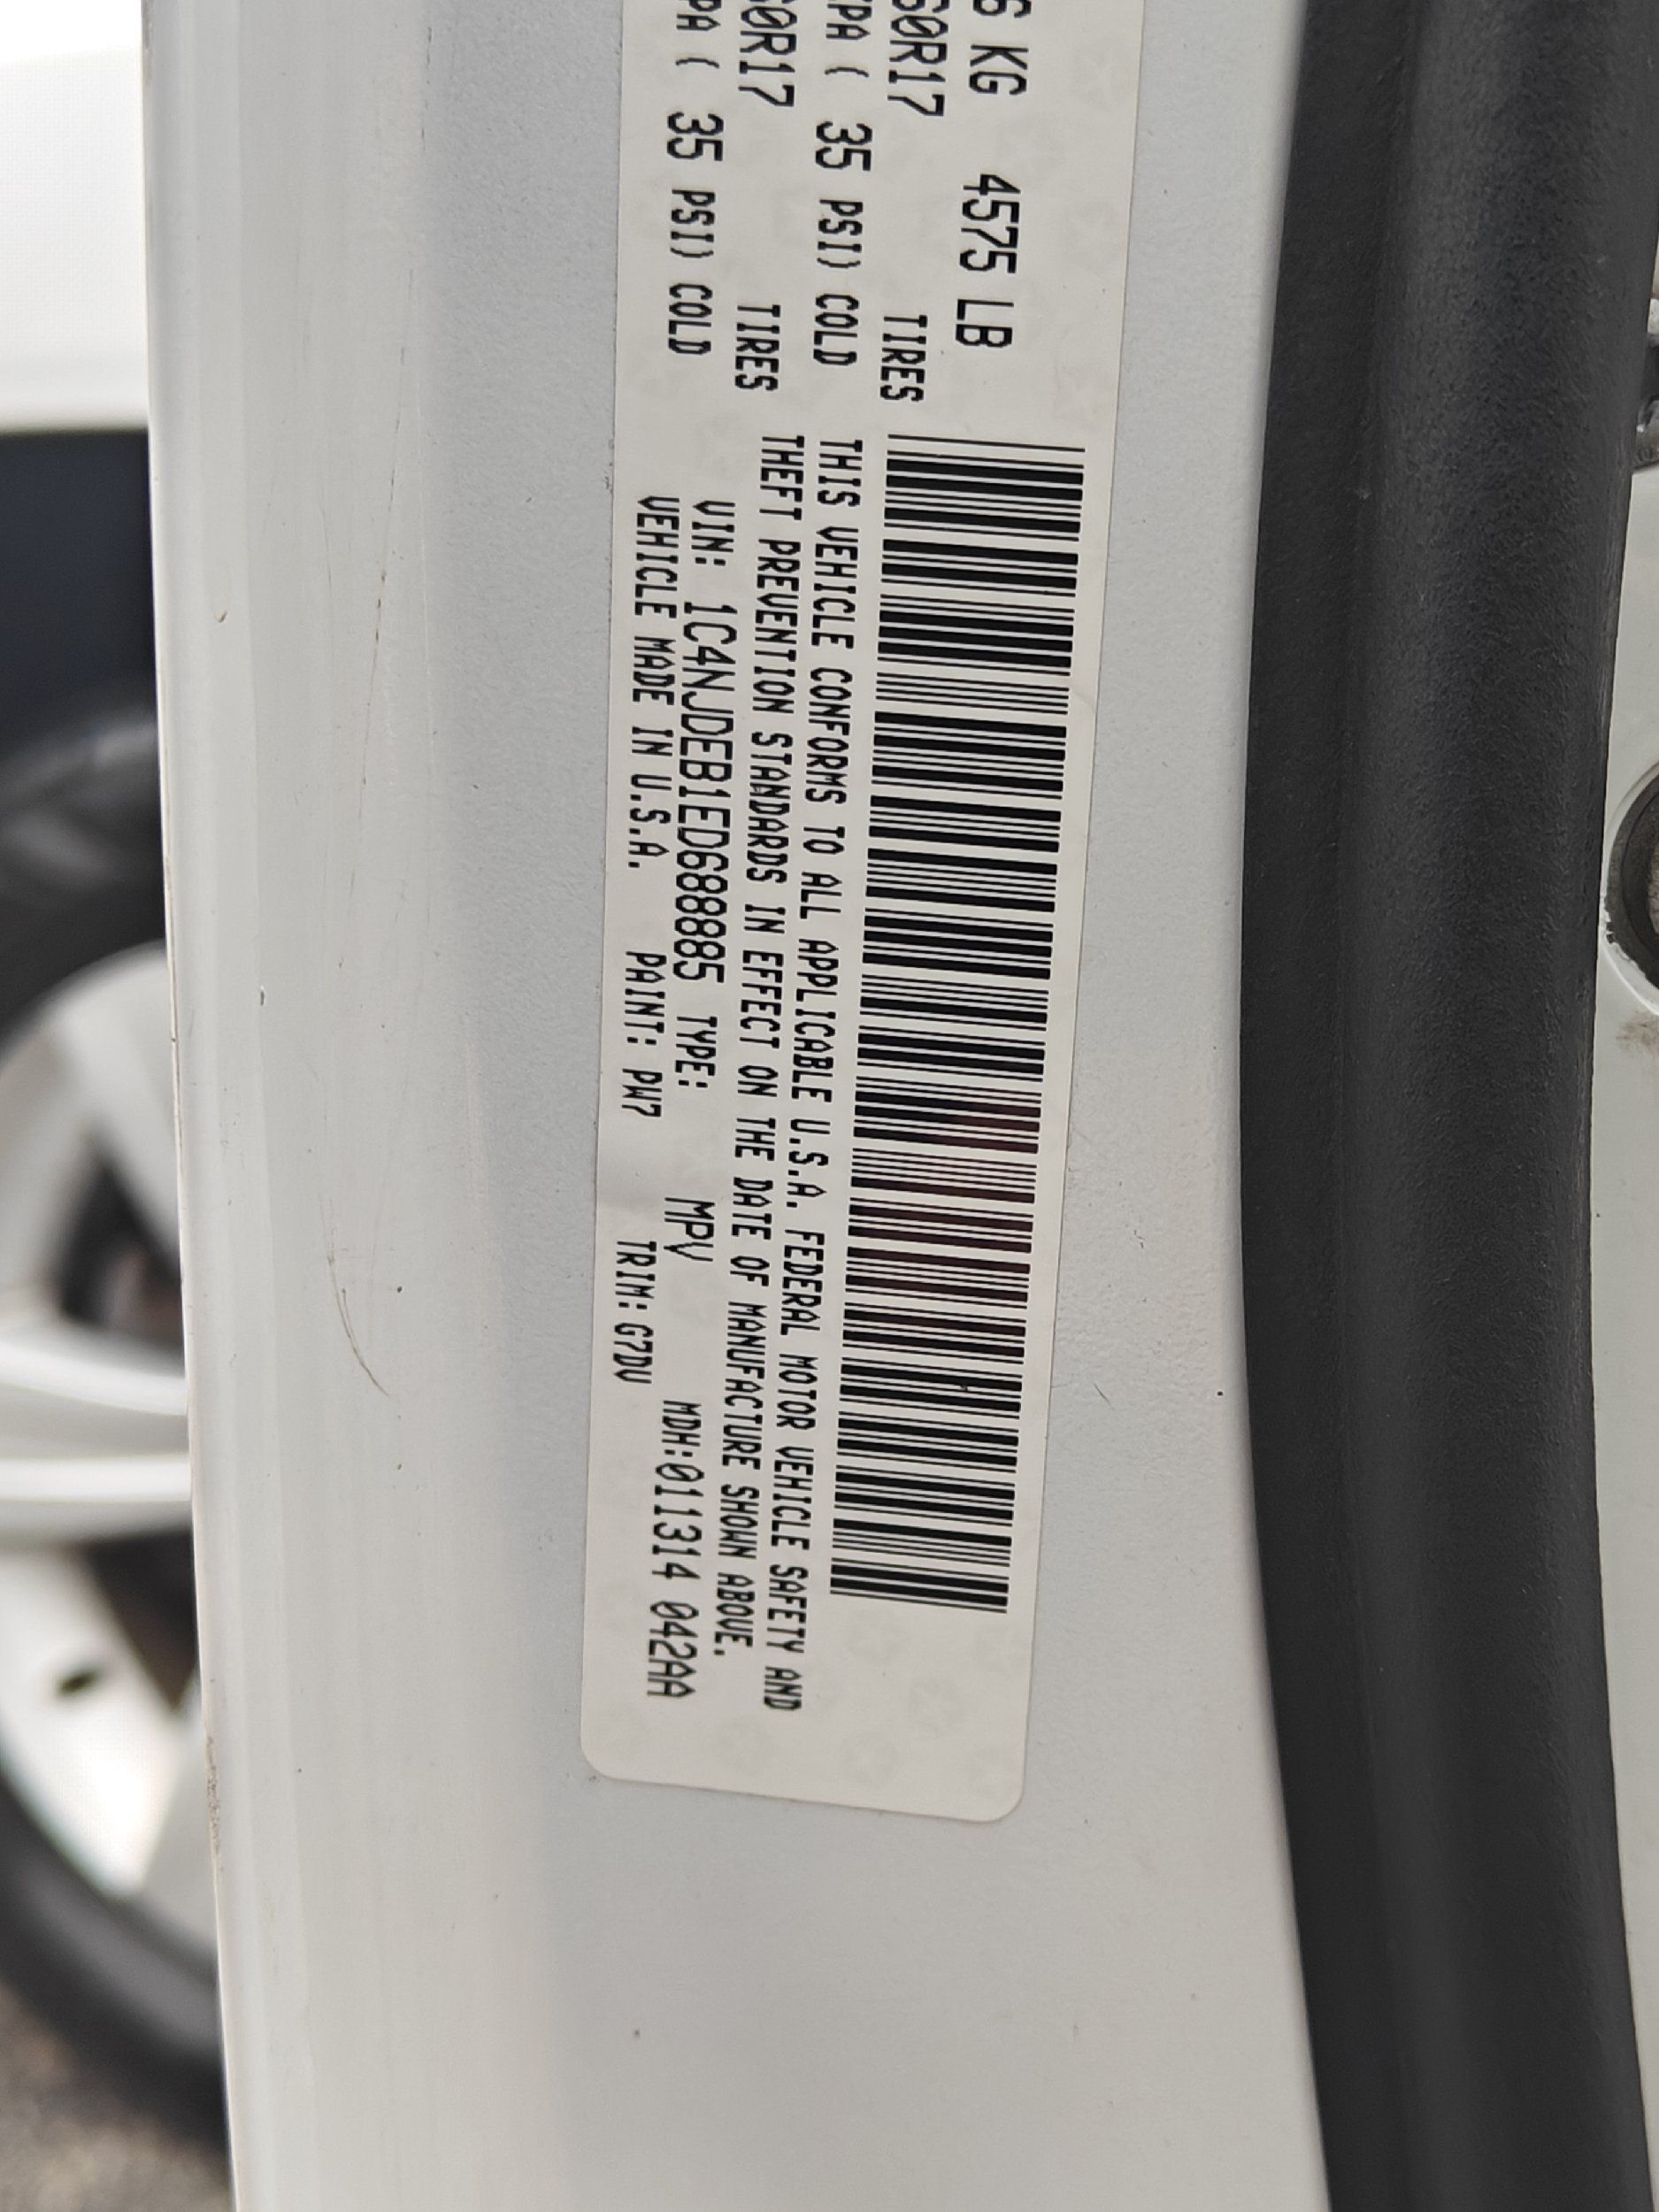 6 KG   4575 LB
60R17   TIRES
PA ( 35 PSI) COLD
60R17   TIRES
PA ( 35 PSI) COLD
THIS VEHICLE CONFORMS TO ALL APPLICABLE U.S.A. FEDERAL MOTOR VEHICLE SAFETY AND
THEFT PREVENTION STANDARDS IN EFFECT ON THE DATE OF MANUFACTURE SHOWN ABOVE.
VIN: 1C4NJDEB1ED688885 TYPE: MPV MDH:011314 042AA
VEHICLE MADE IN U.S.A. PAINT: PW7 TRIM: G7DV